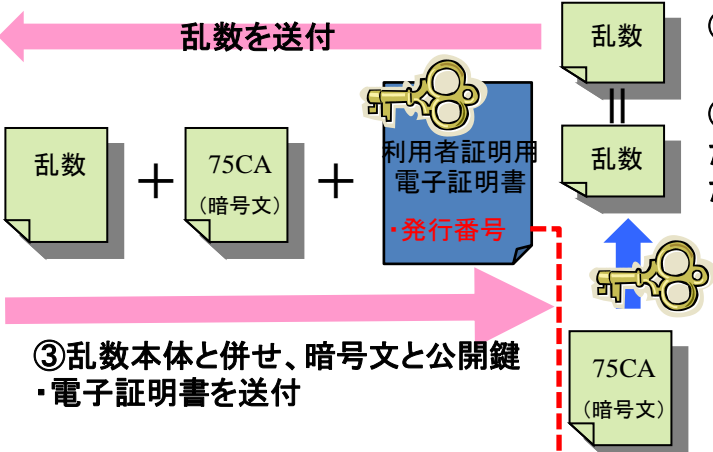 乱数を送付
乱数
乱数
75CA
(暗号文)
利用者証明用
電子証明書
・発行番号
乱数
③乱数本体と併せ、暗号文と公開鍵
・電子証明書を送付
75CA
(暗号文)